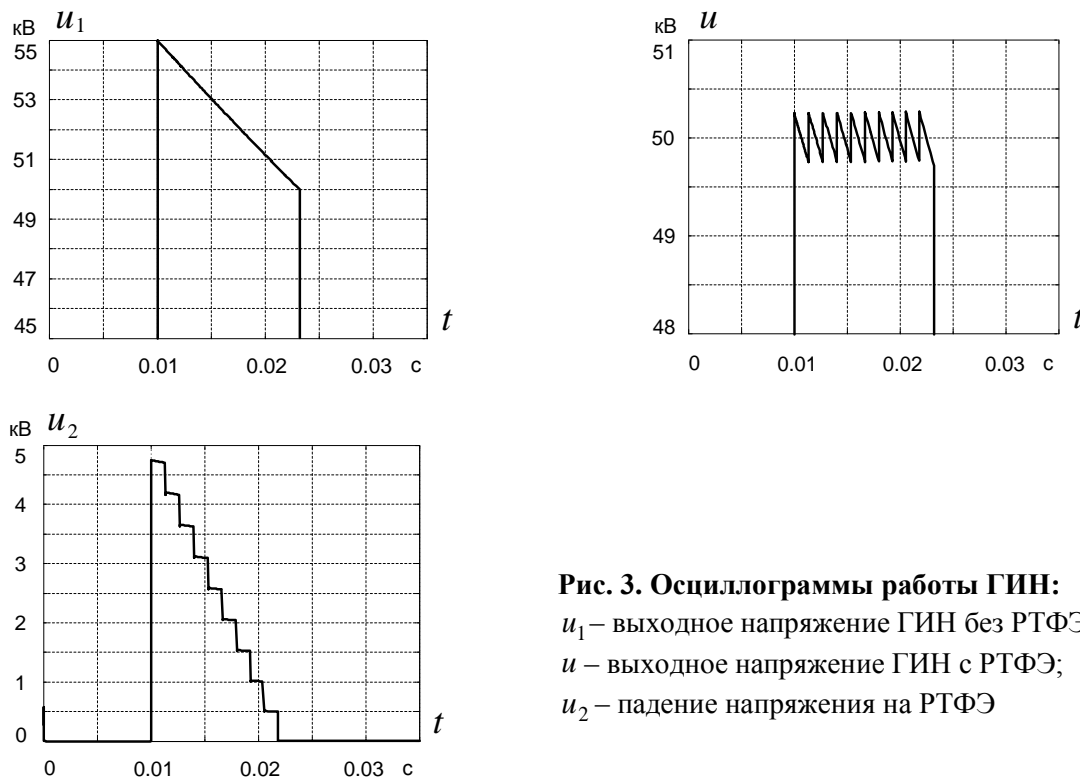 кВ u₁
55
53
51
49
47
45
t
0 0.01 0.02 0.03 с
кВ u
51
50
49
48
t
0 0.01 0.02 0.03 с
кВ u₂
5
4
3
2
1
0
t
0 0.01 0.02 0.03 с
Рис. 3. Осциллограммы работы ГИН:
u₁ – выходное напряжение ГИН без РТФЭ
u – выходное напряжение ГИН с РТФЭ;
u₂ – падение напряжения на РТФЭ